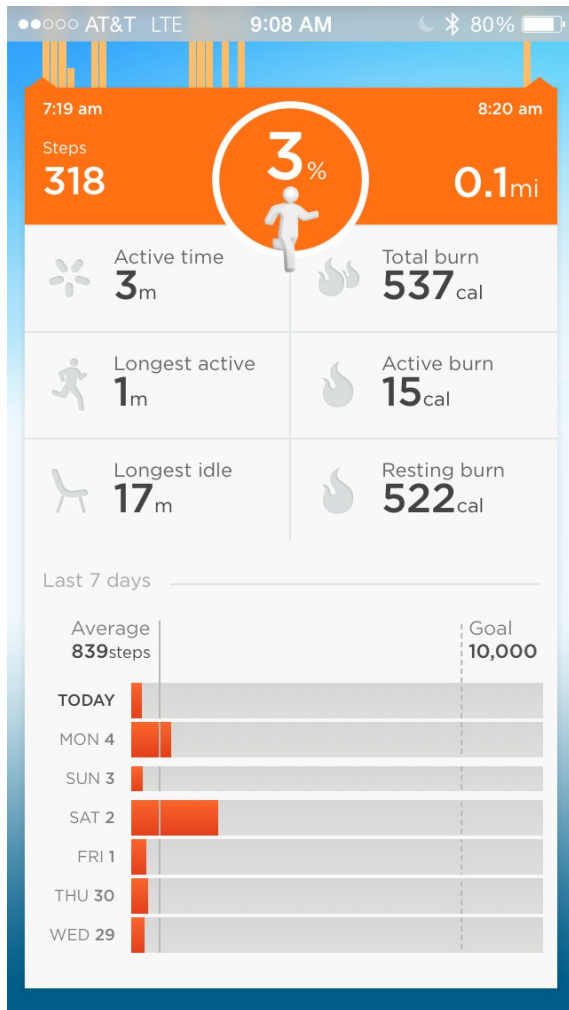 AT&T LTE 9:08 AM 80%
7:19 am 8:20 am
Steps
318
3%
0.1mi
Active time
3m
Total burn
537cal
Longest active
1m
Active burn
15cal
Longest idle
17m
Resting burn
522cal
Last 7 days
Average
839steps
Goal
10,000
TODAY
MON 4
SUN 3
SAT 2
FRI 1
THU 30
WED 29